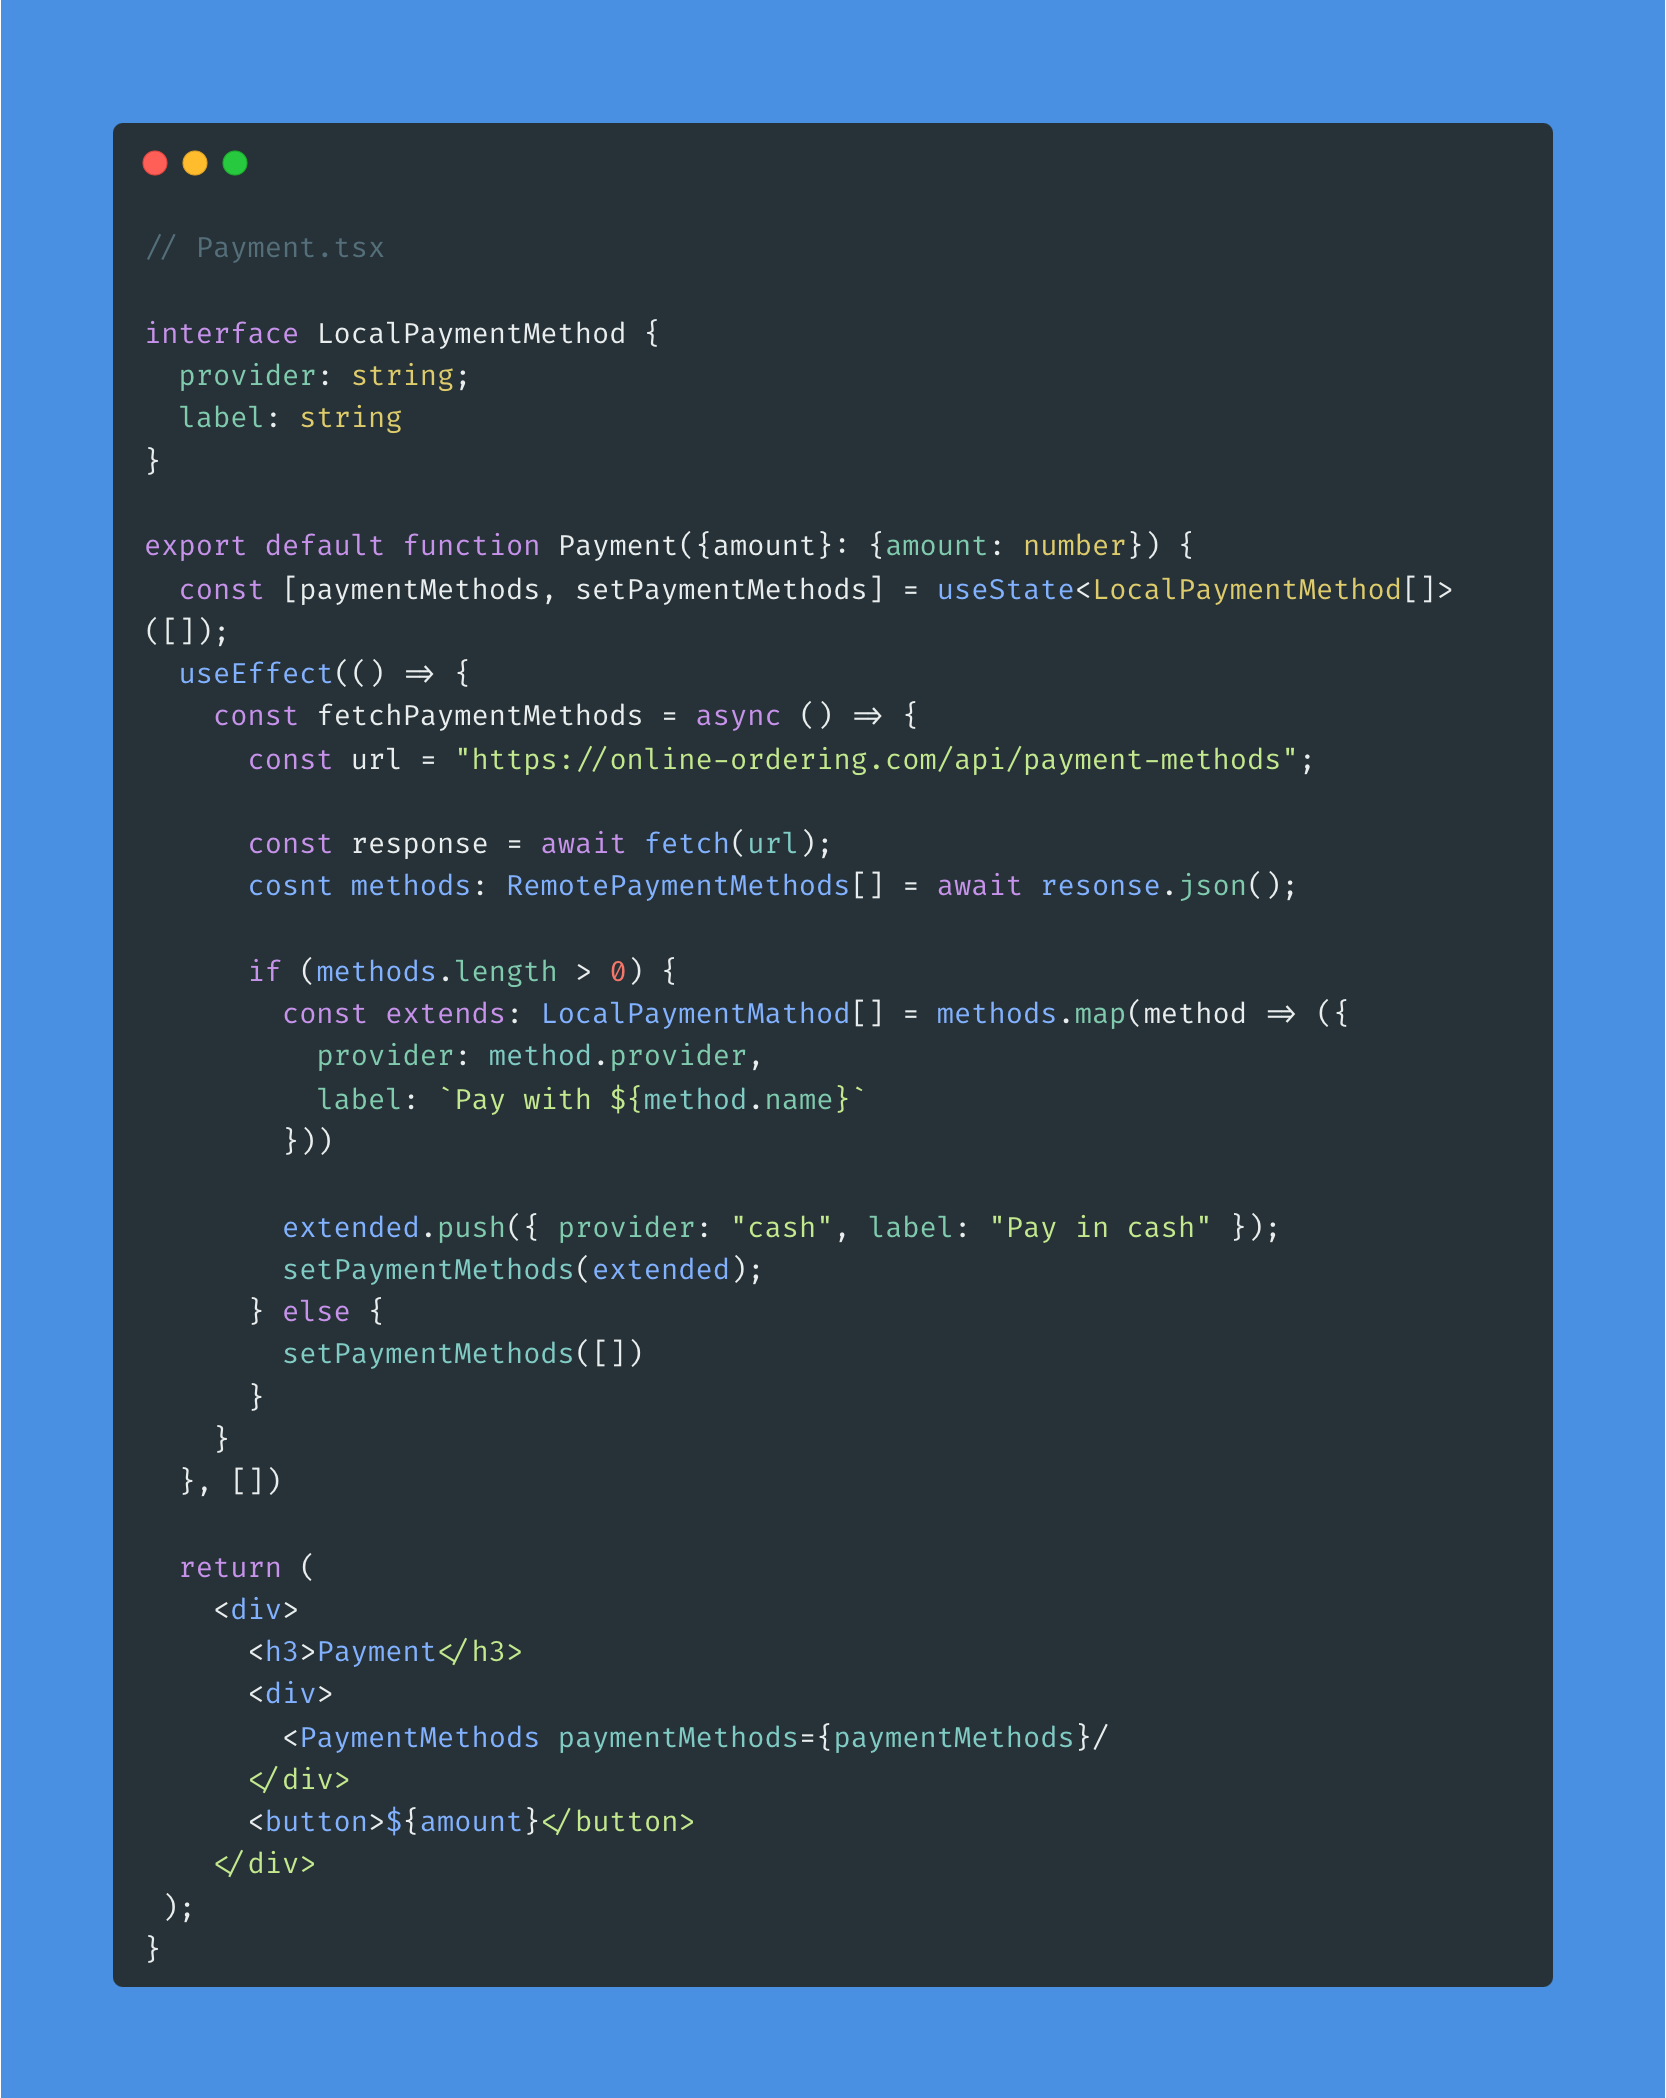 // Payment.tsx
interface LocalPaymentMethod {
  provider: string;
  label: string
}
export default function Payment({amount}: {amount: number}) {
  const [paymentMethods, setPaymentMethods] = useState<LocalPaymentMethod[]>
([]);
  useEffect(() => {
    const fetchPaymentMethods = async () => {
      const url = "https://online-ordering.com/api/payment-methods";
      const response = await fetch(url);
      cosnt methods: RemotePaymentMethods[] = await resonse.json();
      if (methods.length > 0) {
        const extends: LocalPaymentMathod[] = methods.map(method => ({
          provider: method.provider,
          label: `Pay with ${method.name}`
        }))
        extended.push({ provider: "cash", label: "Pay in cash" });
        setPaymentMethods(extended);
      } else {
        setPaymentMethods([])
      }
    }
  }, [])
  return (
    <div>
      <h3>Payment</h3>
      <div>
        <PaymentMethods paymentMethods={paymentMethods}/
      </div>
      <button>${amount}</button>
    </div>
 );
}